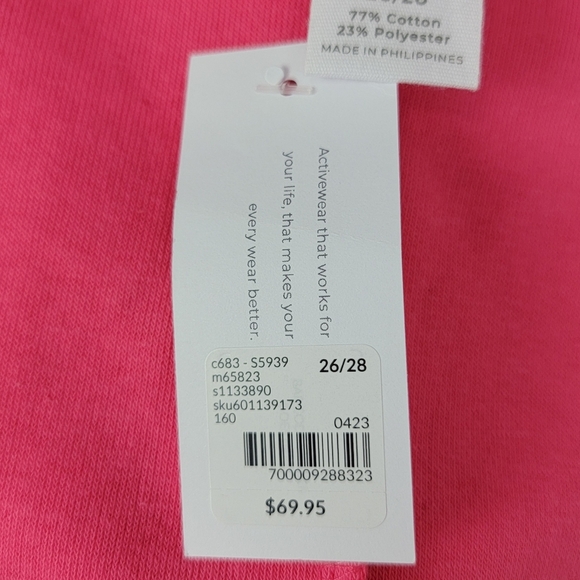 77% Cotton
23% Polyester
MADE IN PHILIPPINES
Activewear that works for
your life, that makes your
every wear better.
c683 - S5939 26/28
m65823
s1133890
sku601139173
160 0423
700009288323
$69.95